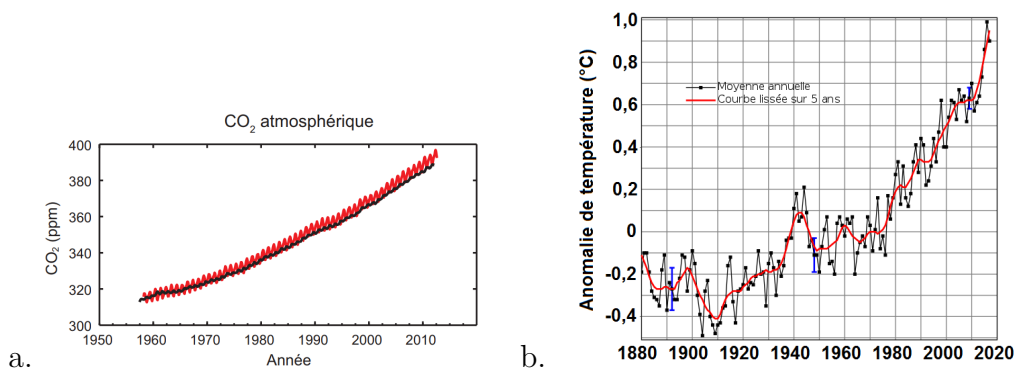 CO2 atmosphérique
400
380
360
340
320
300
CO2 (ppm)
1950 1960 1970 1980 1990 2000 2010
Année
a.
1,0
0,8
0,6
0,4
0,2
0
-0,2
-0,4
Anomalie de température (°C)
Moyenne annuelle
Courbe lissée sur 5 ans
1880 1900 1920 1940 1960 1980 2000 2020
b.